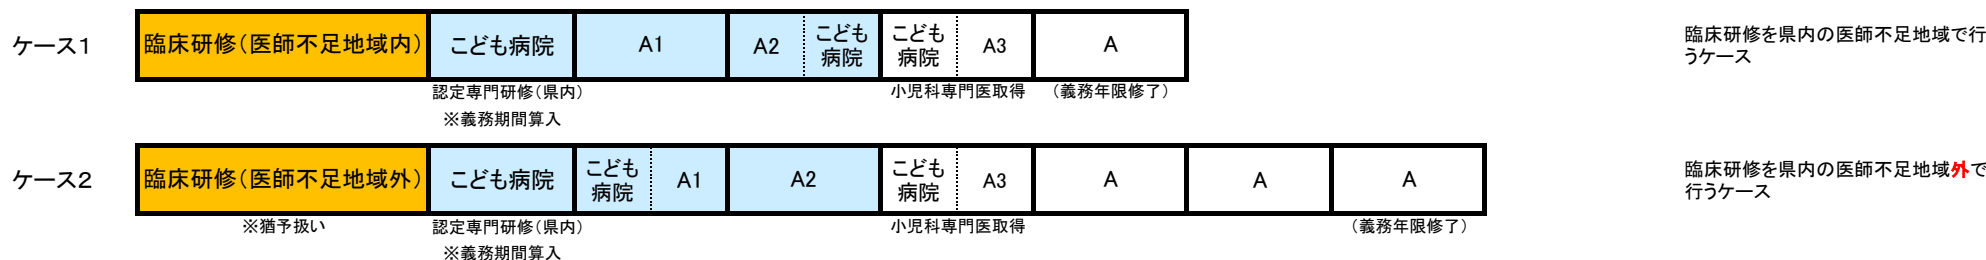 ケース1
臨床研修（医師不足地域内）
こども病院
A1
A2
こども
病院
こども
病院
A3
A
臨床研修を県内の医師不足地域で行
うケース
認定専門研修（県内）
※義務期間算入
小児科専門医取得
（義務年限修了）
ケース2
臨床研修（医師不足地域外）
こども病院
こども
病院
A1
A2
こども
病院
A3
A
A
A
臨床研修を県内の医師不足地域外で
行うケース
※猶予扱い
認定専門研修（県内）
※義務期間算入
小児科専門医取得
（義務年限修了）